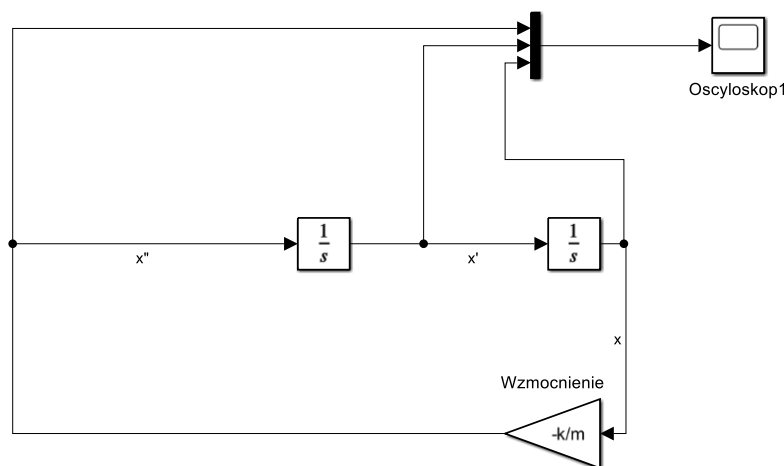 Oscyloskop1
1
s
1
s
x"
x'
x
Wzmocnienie
-k/m